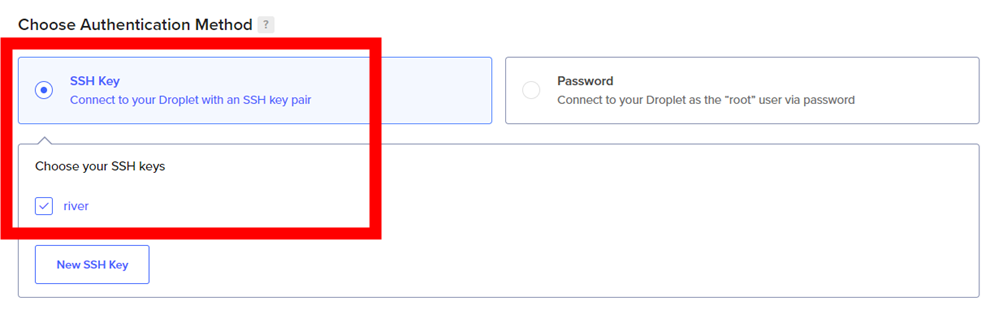 Choose Authentication Method ?
SSH Key
Connect to your Droplet with an SSH key pair
Password
Connect to your Droplet as the “root” user via password
Choose your SSH keys
river
New SSH Key